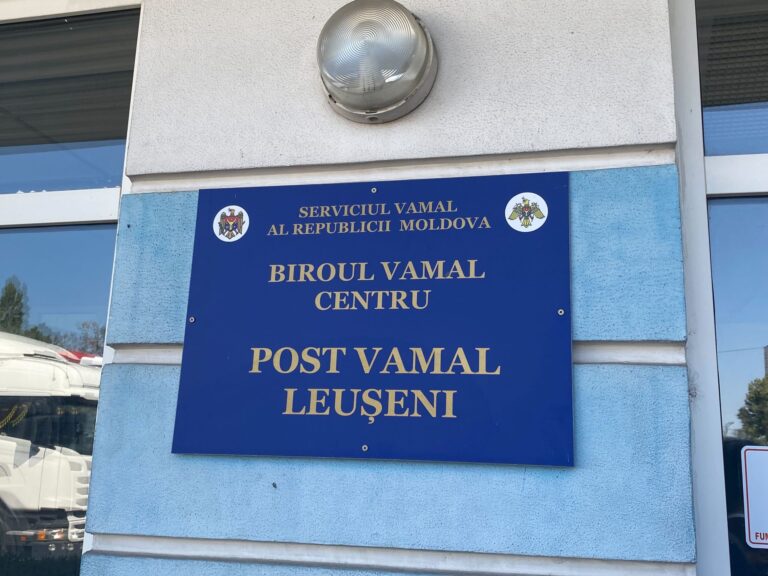 SERVICIUL VAMAL
AL REPUBLICII MOLDOVA
BIROUL VAMAL
CENTRU
POST VAMAL
LEUȘENI